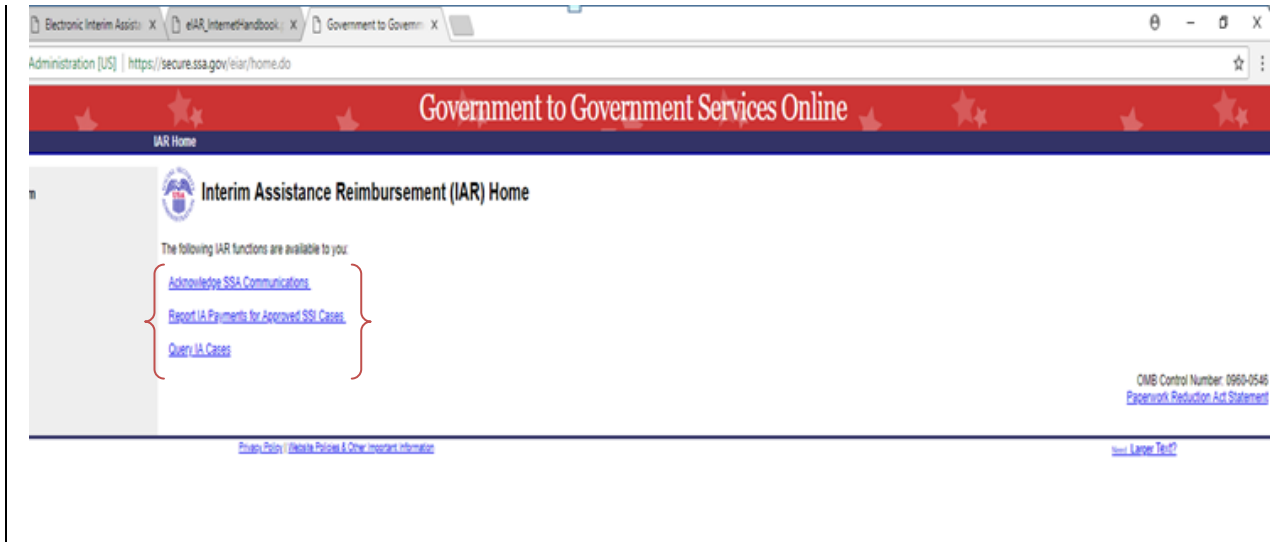 Electronic Interim Assista X eIAR_InternetHandbook.p X Government to Governm X
Administration [US] | https://secure.ssa.gov/eiar/home.do
Government to Government Services Online
IAR Home
m
Interim Assistance Reimbursement (IAR) Home
The following IAR functions are available to you:
Acknowledge SSA Communications
Report IA Payments for Approved SSI Cases
Query IA Cases
OMB Control Number: 0960-0546
Paperwork Reduction Act Statement
Privacy Policy | Website Policies & Other Important Information
Need Larger Text?